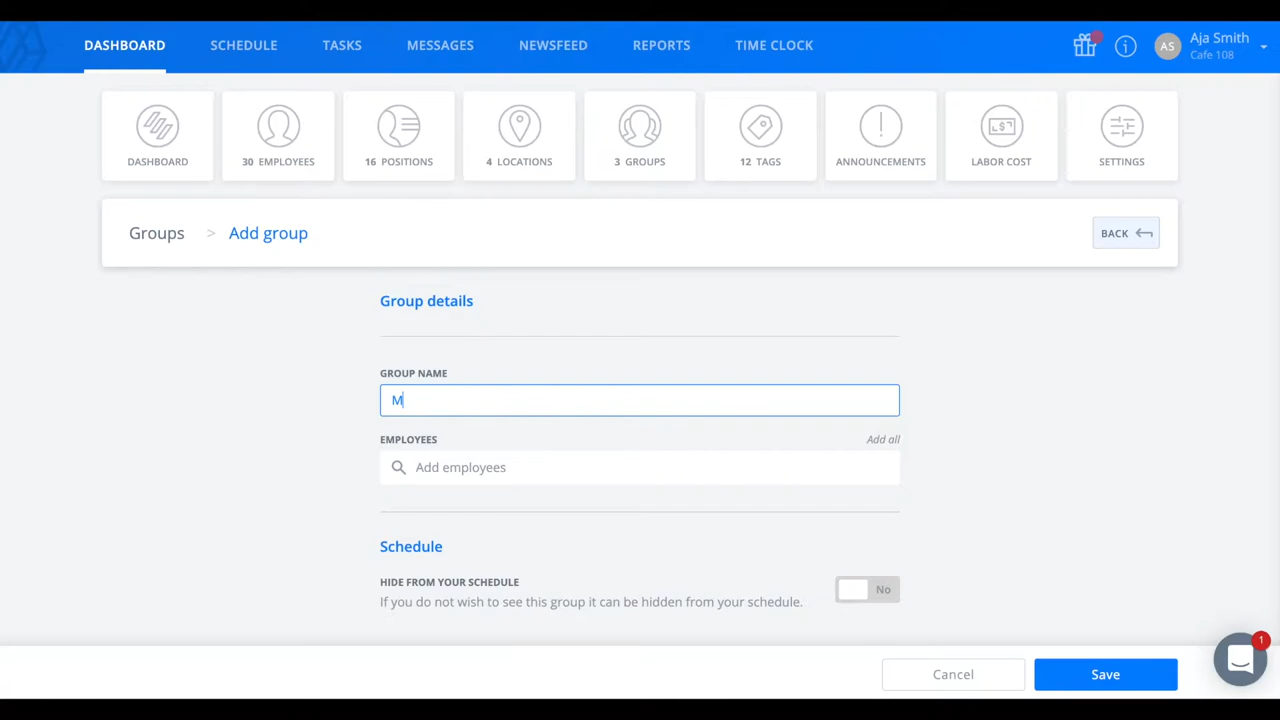 DASHBOARD SCHEDULE TASKS MESSAGES NEWSFEED REPORTS TIME CLOCK
AS
Aja Smith
Cafe 108
DASHBOARD
30 EMPLOYEES
16 POSITIONS
4 LOCATIONS
3 GROUPS
12 TAGS
ANNOUNCEMENTS
LABOR COST
SETTINGS
Groups > Add group
BACK
Group details
GROUP NAME
M
EMPLOYEES
Add all
Add employees
Schedule
HIDE FROM YOUR SCHEDULE
If you do not wish to see this group it can be hidden from your schedule.
No
Cancel
Save
1